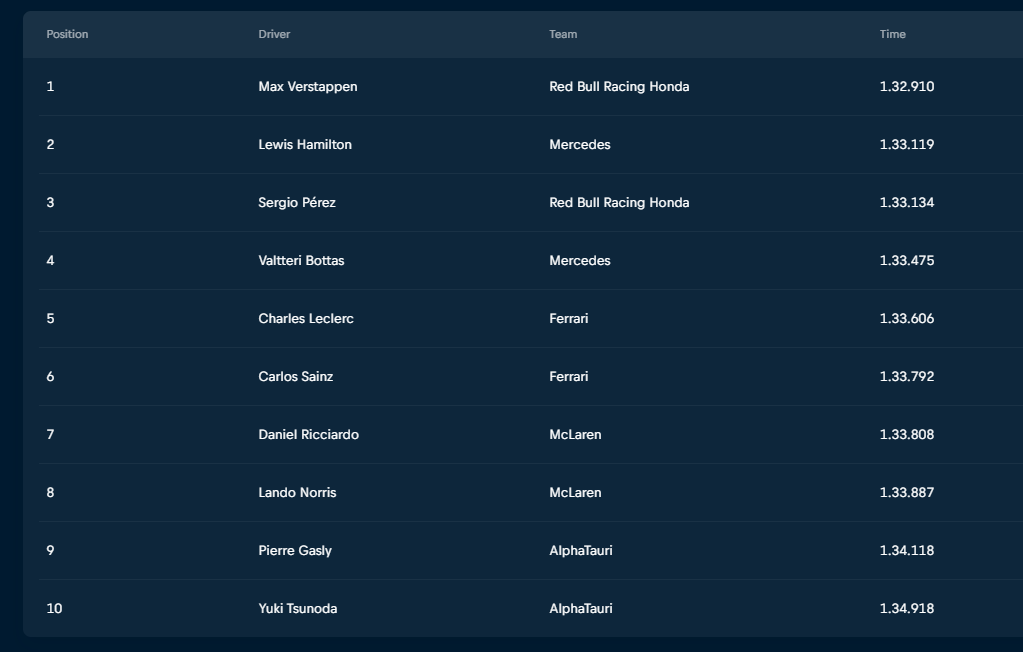 Position Driver Team Time
1 Max Verstappen Red Bull Racing Honda 1.32.910
2 Lewis Hamilton Mercedes 1.33.119
3 Sergio Pérez Red Bull Racing Honda 1.33.134
4 Valtteri Bottas Mercedes 1.33.475
5 Charles Leclerc Ferrari 1.33.606
6 Carlos Sainz Ferrari 1.33.792
7 Daniel Ricciardo McLaren 1.33.808
8 Lando Norris McLaren 1.33.887
9 Pierre Gasly AlphaTauri 1.34.118
10 Yuki Tsunoda AlphaTauri 1.34.918